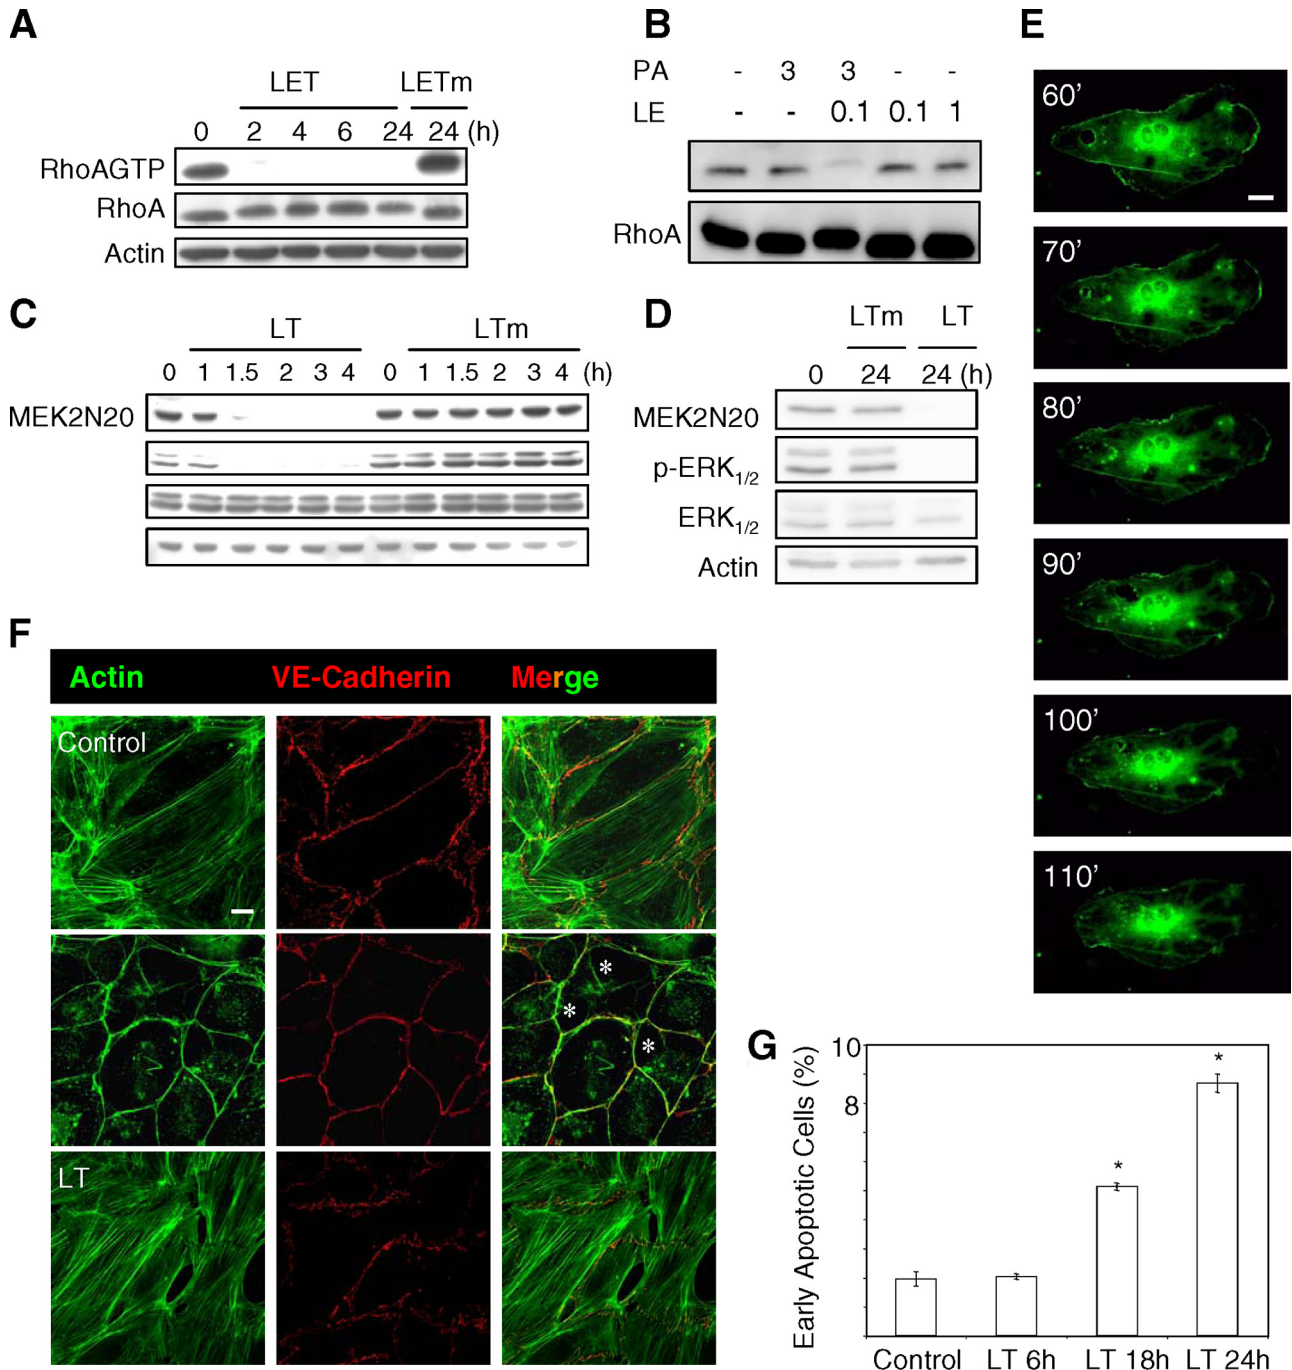 A
LET LETm
0 2 4 6 24 24 (h)
RhoAGTP
RhoA
Actin
B
PA - 3 3 - -
LE - - 0.1 0.1 1
RhoA
C
LT LTm
0 1 1.5 2 3 4 0 1 1.5 2 3 4 (h)
MEK2N20
D
LTm LT
0 24 24 (h)
MEK2N20
p-ERK1/2
ERK1/2
Actin
E
60'
70'
80'
90'
100'
110'
F
Actin VE-Cadherin Merge
Control
* * *
LT
G
Early Apoptotic Cells (%)
10
8
* *
Control LT 6h LT 18h LT 24h